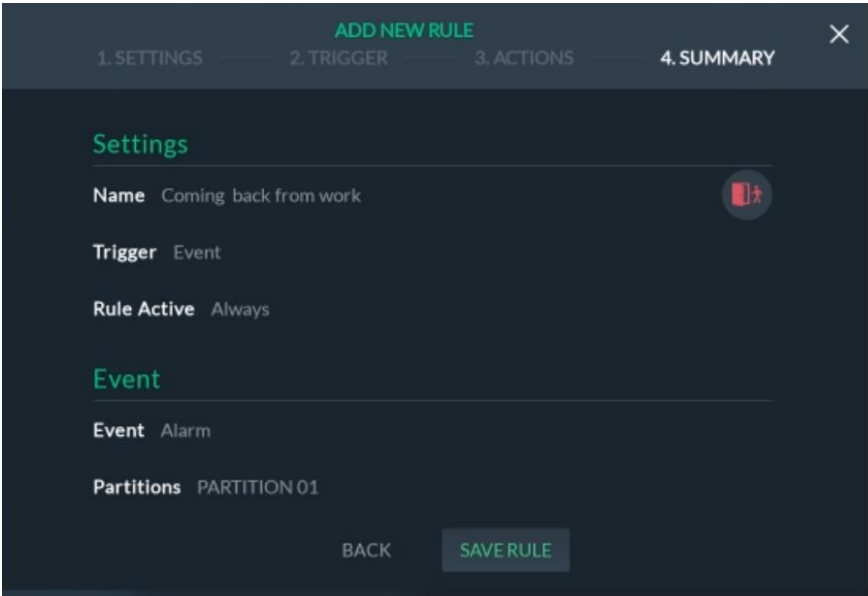 ADD NEW RULE
1. SETTINGS 2. TRIGGER 3. ACTIONS 4. SUMMARY
Settings
Name Coming back from work
Trigger Event
Rule Active Always
Event
Event Alarm
Partitions PARTITION 01
BACK SAVE RULE